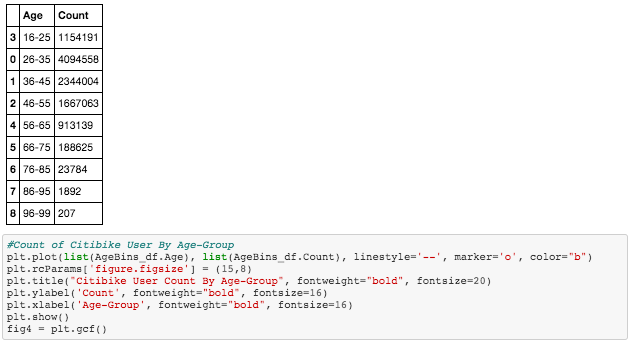 Age Count
3 16-25 1154191
0 26-35 4094558
1 36-45 2344004
2 46-55 1667063
4 56-65 913139
5 66-75 188625
6 76-85 23784
7 86-95 1892
8 96-99 207
#Count of Citibike User By Age-Group
plt.plot(list(AgeBins_df.Age), list(AgeBins_df.Count), linestyle='--', marker='o', color="b")
plt.rcParams['figure.figsize'] = (15,8)
plt.title("Citibike User Count By Age-Group", fontweight="bold", fontsize=20)
plt.ylabel('Count', fontweight="bold", fontsize=16)
plt.xlabel('Age-Group', fontweight="bold", fontsize=16)
plt.show()
fig4 = plt.gcf()